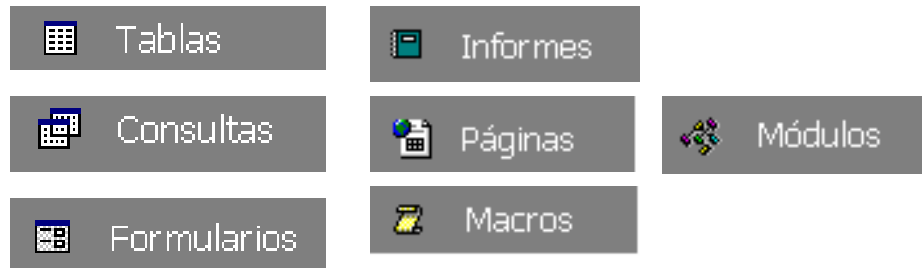 Tablas
Consultas
Formularios
Informes
Páginas
Macros
Módulos